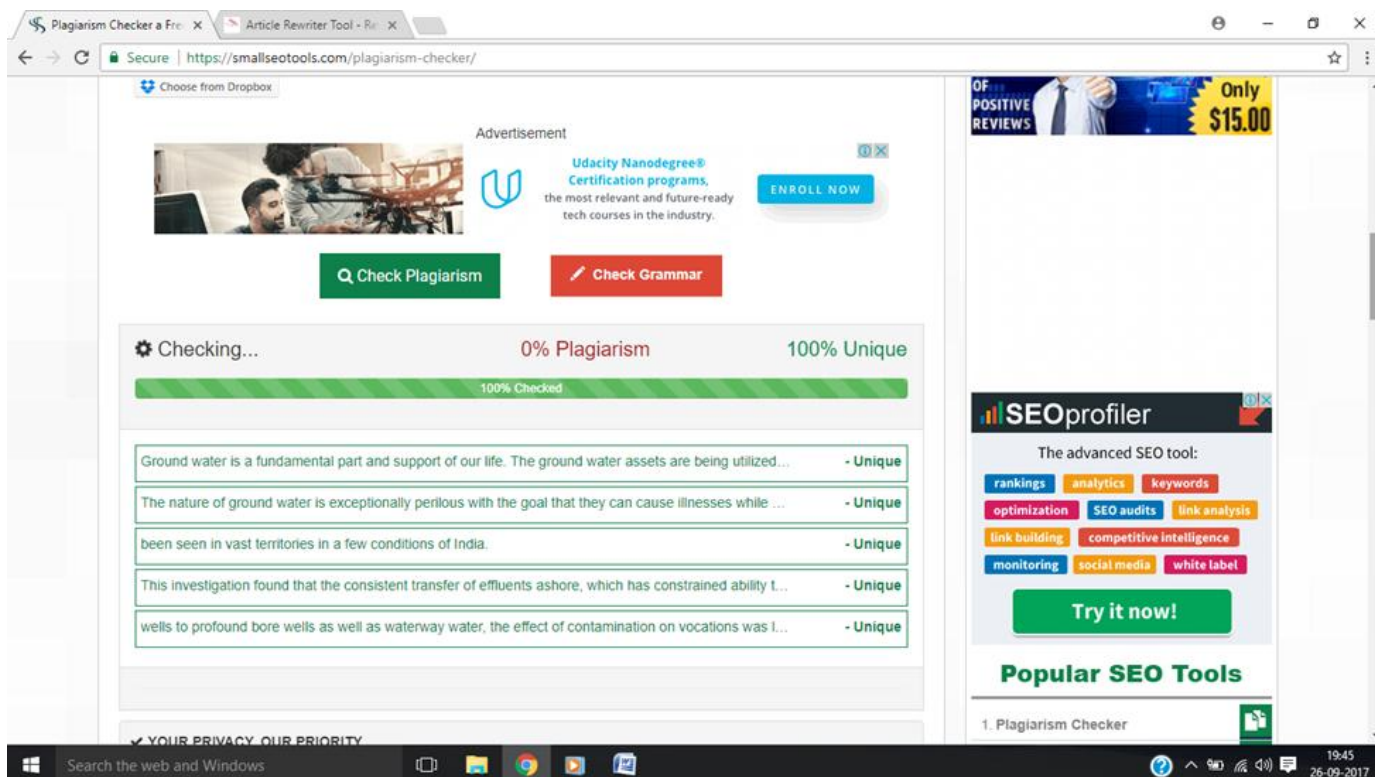 Plagiarism Checker a Fre
Article Rewriter Tool - Re
Secure | https://smallseotools.com/plagiarism-checker/
Choose from Dropbox
OF
POSITIVE
REVIEWS
Only
$15.00
Advertisement
Udacity Nanodegree®
Certification programs,
the most relevant and future-ready
tech courses in the industry.
ENROLL NOW
Check Plagiarism
Check Grammar
Checking...
0% Plagiarism
100% Unique
100% Checked
Ground water is a fundamental part and support of our life. The ground water assets are being utilized... - Unique
The nature of ground water is exceptionally perilous with the goal that they can cause illnesses while ... - Unique
been seen in vast territories in a few conditions of India. - Unique
This investigation found that the consistent transfer of effluents ashore, which has constrained ability t... - Unique
wells to profound bore wells as well as waterway water, the effect of contamination on vocations was l... - Unique
SEOprofiler
The advanced SEO tool:
rankings analytics keywords
optimization SEO audits link analysis
link building competitive intelligence
monitoring social media white label
Try it now!
Popular SEO Tools
1. Plagiarism Checker
YOUR PRIVACY, OUR PRIORITY
Search the web and Windows
19:45
26-09-2017